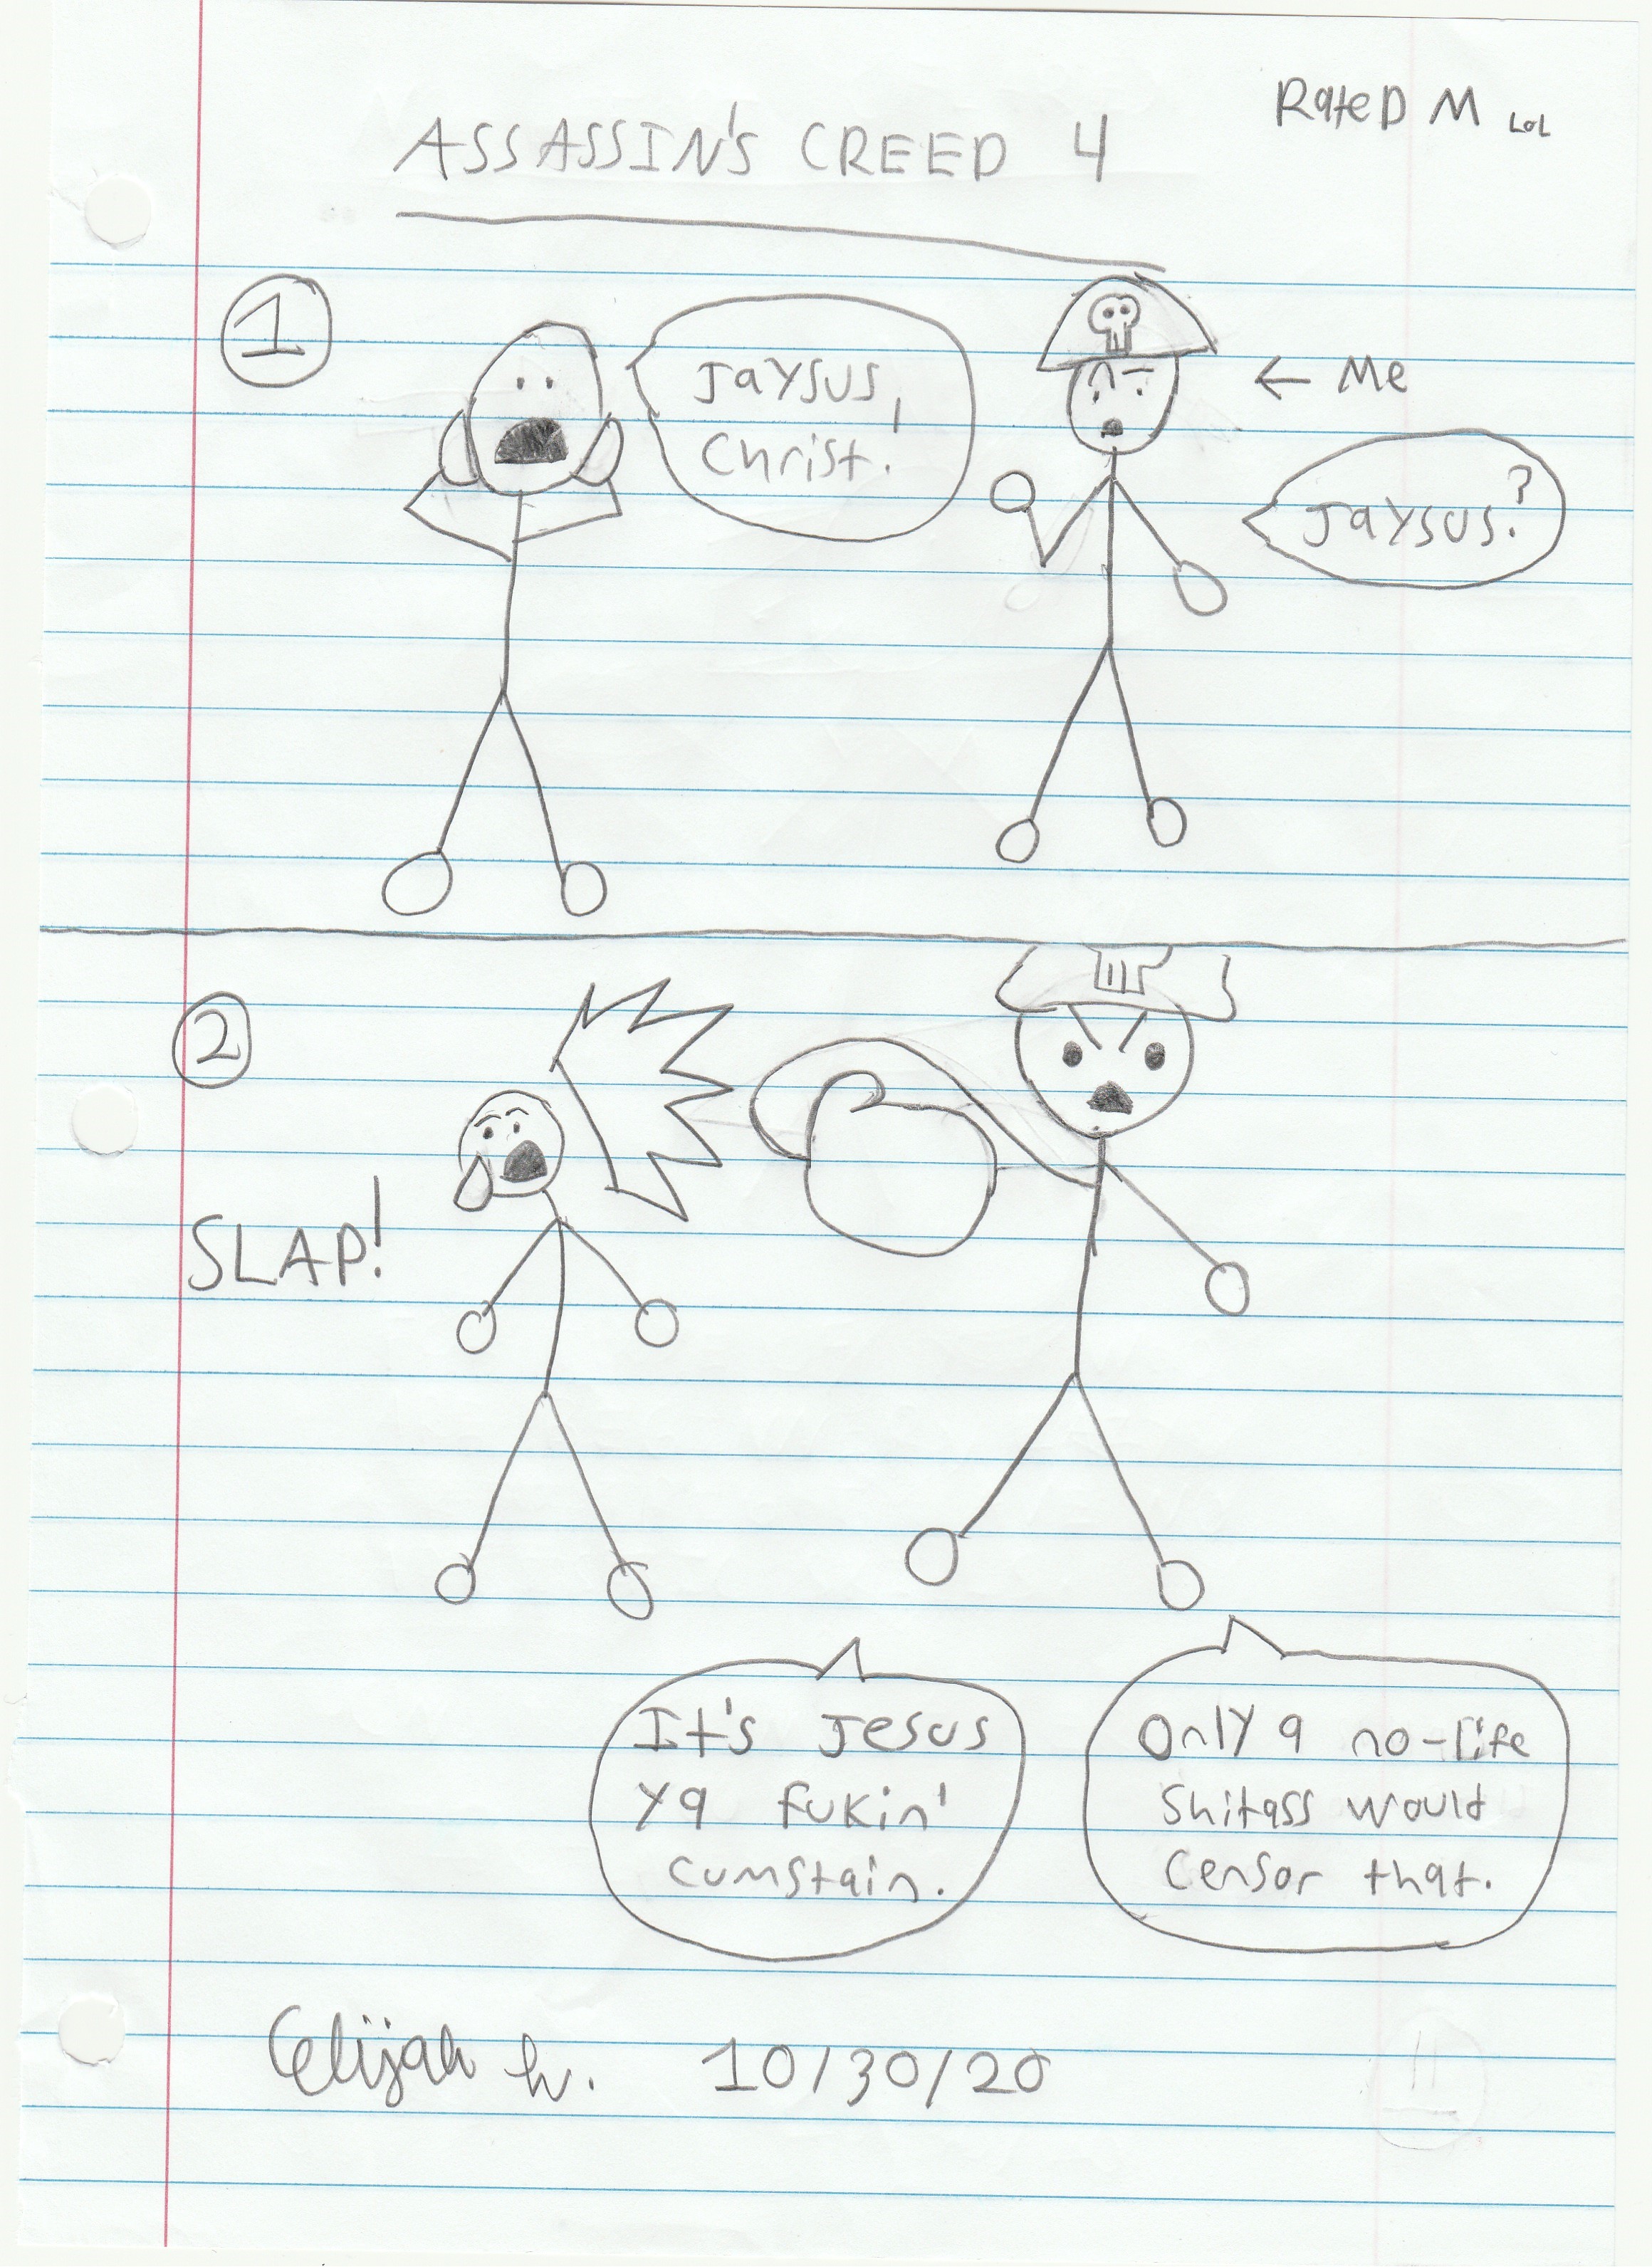 Rated M LOL
ASSASSIN'S CREED 4
1
Jaysus
Christ!
← Me
Jaysus?
2
SLAP!
It's Jesus
ya fukin'
cumstain.
Only a no-life
Shitass would
Censor that.
Elijah h. 10/30/20